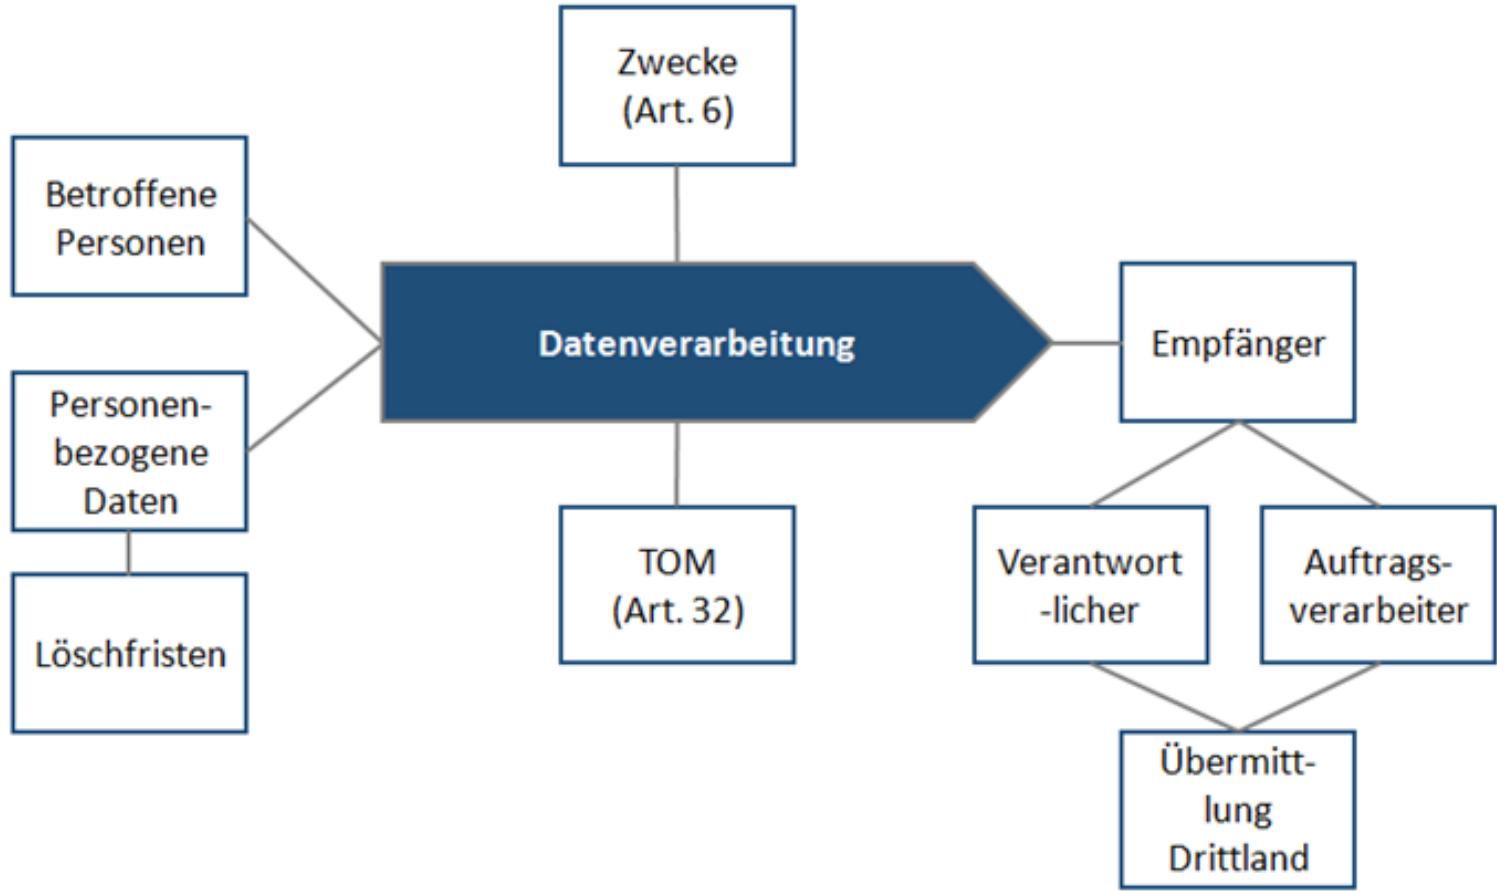 Zwecke
(Art. 6)
Betroffene
Personen
Datenverarbeitung
Empfänger
Personen-
bezogene
Daten
Löschfristen
TOM
(Art. 32)
Verantwort
-licher
Auftrags-
verarbeiter
Übermitt-
lung
Drittland